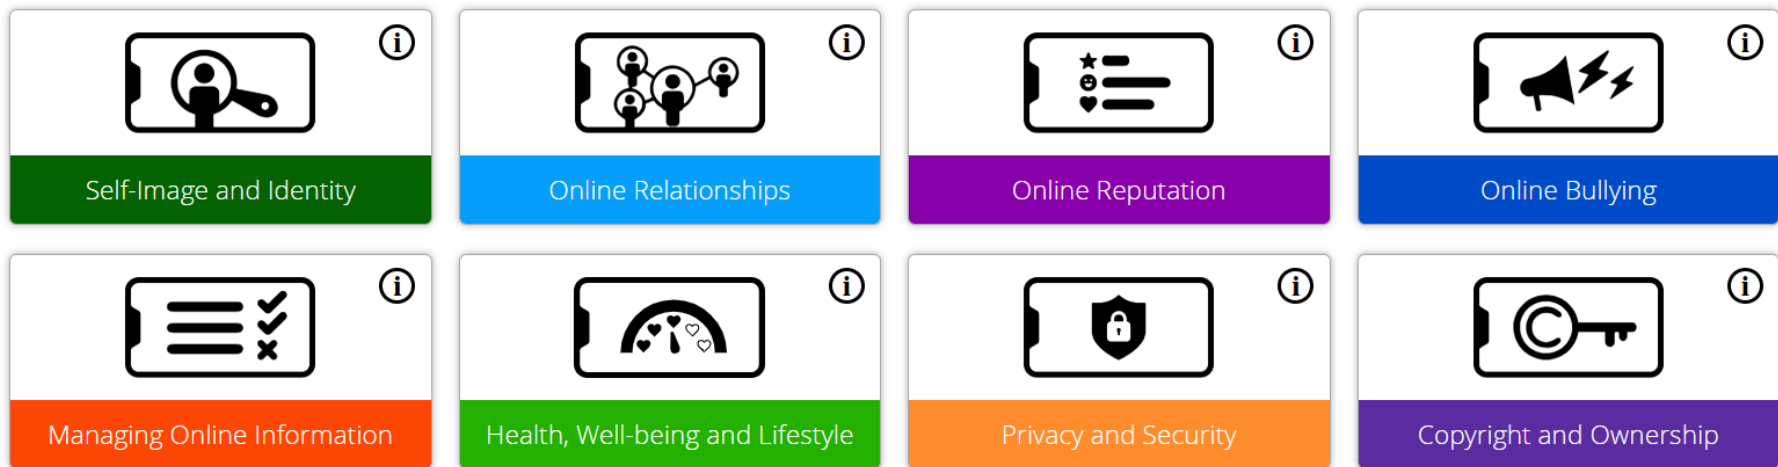 Self-Image and Identity
Online Relationships
Online Reputation
Online Bullying
Managing Online Information
Health, Well-being and Lifestyle
Privacy and Security
Copyright and Ownership